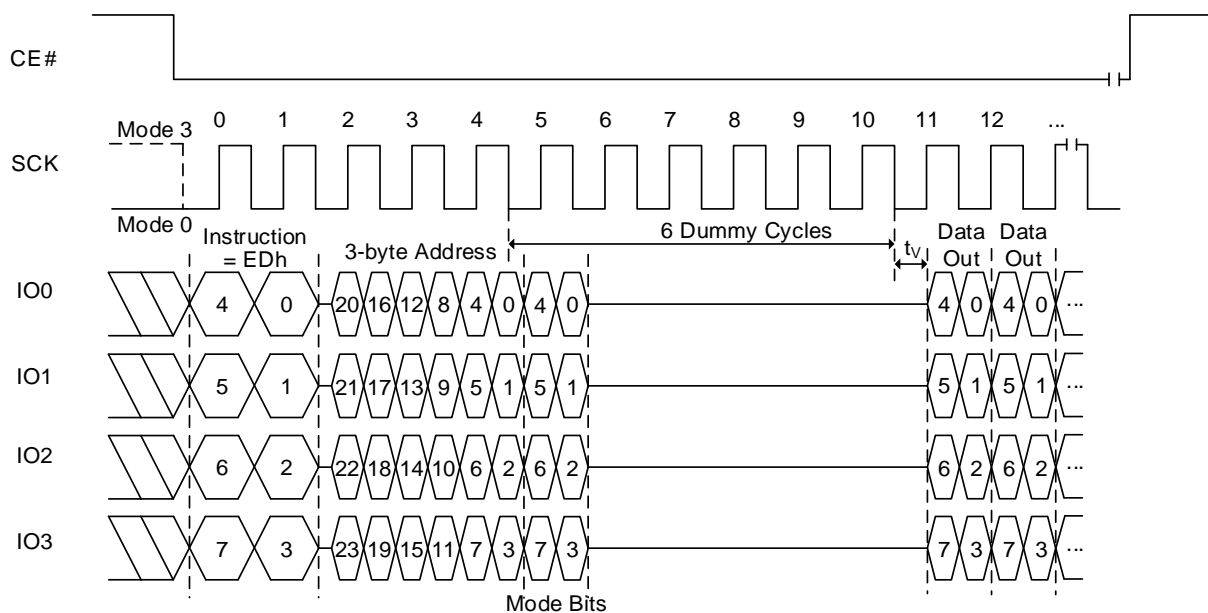 CE#
0 1 2 3 4 5 6 7 8 9 10 11 12 ...
Mode 3
SCK
Mode 0
Instruction
= EDh
3-byte Address
6 Dummy Cycles
tV
Data
Out
Data
Out
IO0 4 0 20 16 12 8 4 0 4 0 4 0 4 0 ...
IO1 5 1 21 17 13 9 5 1 5 1 5 1 5 1 ...
IO2 6 2 22 18 14 10 6 2 6 2 6 2 6 2 ...
IO3 7 3 23 19 15 11 7 3 7 3 7 3 7 3 ...
Mode Bits